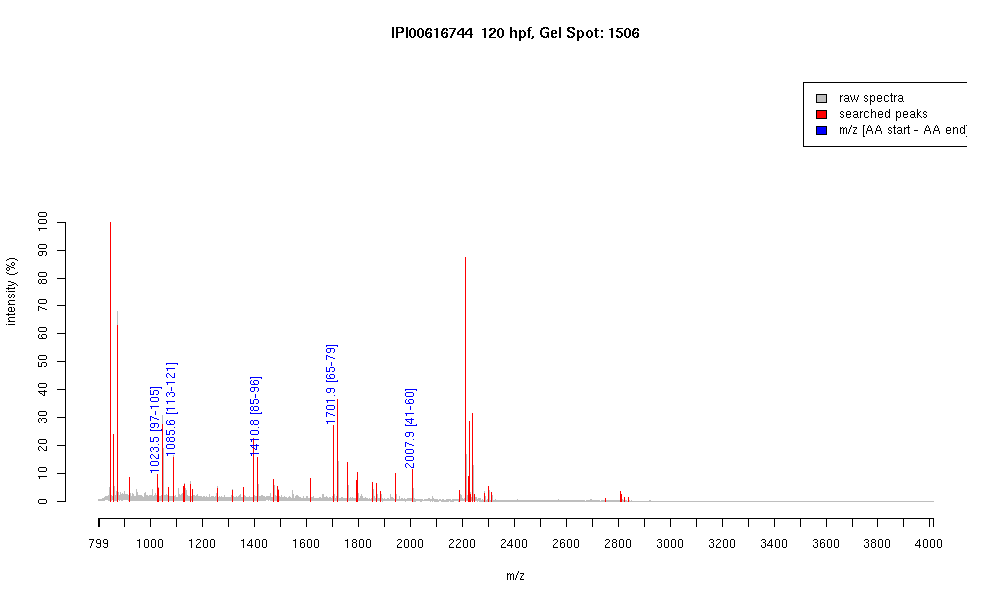 IPI00616744 120 hpf, Gel Spot: 1506
raw spectra
searched peaks
m/z [AA start - AA end]
intensity (%)
100
90
80
70
60
50
40
30
20
10
0
1023.5 [97-105]
1085.6 [113-121]
1410.8 [85-96]
1701.9 [65-79]
2007.9 [41-60]
799 1000 1200 1400 1600 1800 2000 2200 2400 2600 2800 3000 3200 3400 3600 3800 4000
m/z